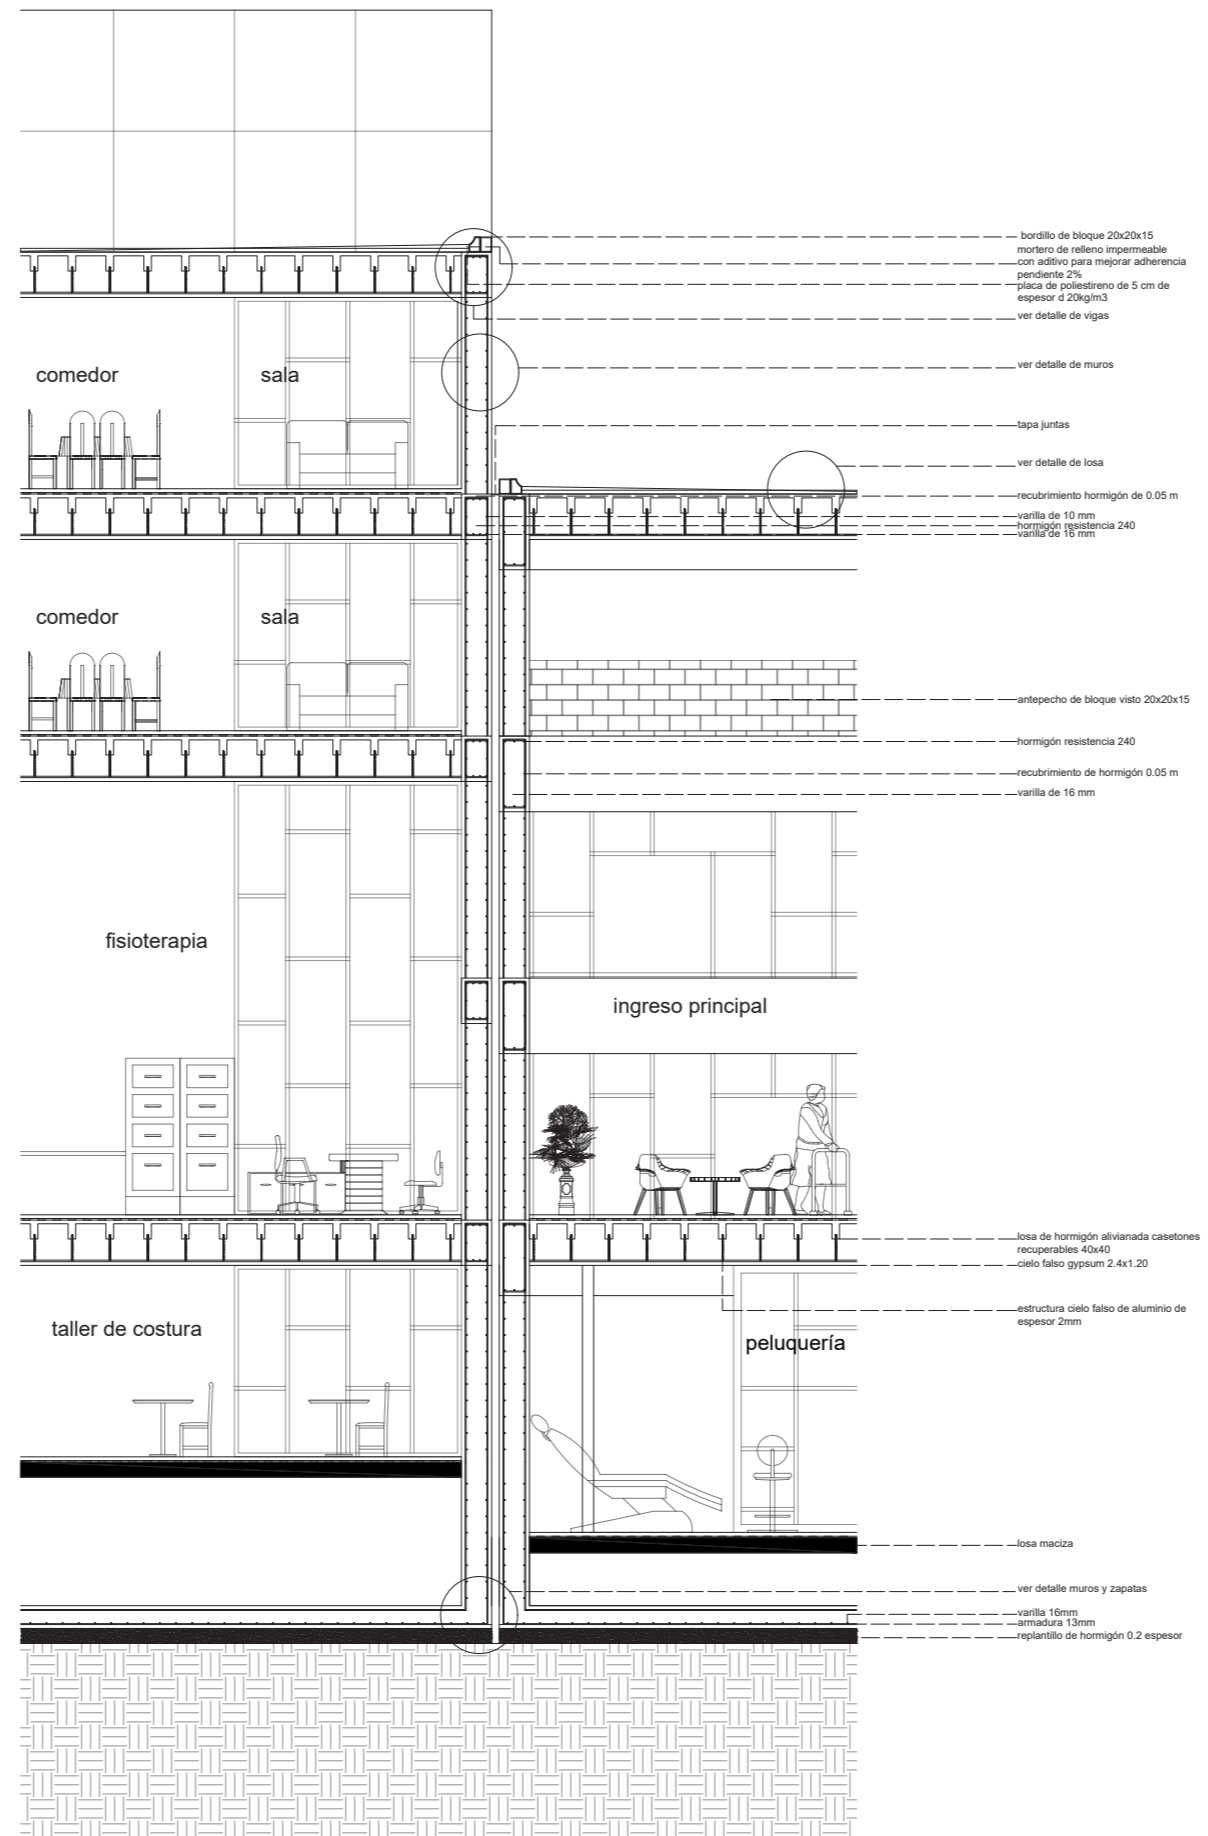 bordillo de bloque 20x20x15
mortero de relleno impermeable
con aditivo para mejorar adherencia
pendiente 2%
placa de poliestireno de 5 cm de
espesor d 20kg/m3
ver detalle de vigas
ver detalle de muros
comedor
sala
tapa juntas
ver detalle de losa
recubrimiento hormigón de 0.05 m
varilla de 10 mm
hormigón resistencia 240
varilla de 16 mm
comedor
sala
antepecho de bloque visto 20x20x15
hormigón resistencia 240
recubrimiento de hormigón 0.05 m
varilla de 16 mm
fisioterapia
ingreso principal
losa de hormigón alivianada casetones
recuperables 40x40
cielo falso gypsum 2.4x1.20
estructura cielo falso de aluminio de
espesor 2mm
taller de costura
peluquería
losa maciza
ver detalle muros y zapatas
varilla 16mm
armadura 13mm
replantillo de hormigón 0.2 espesor